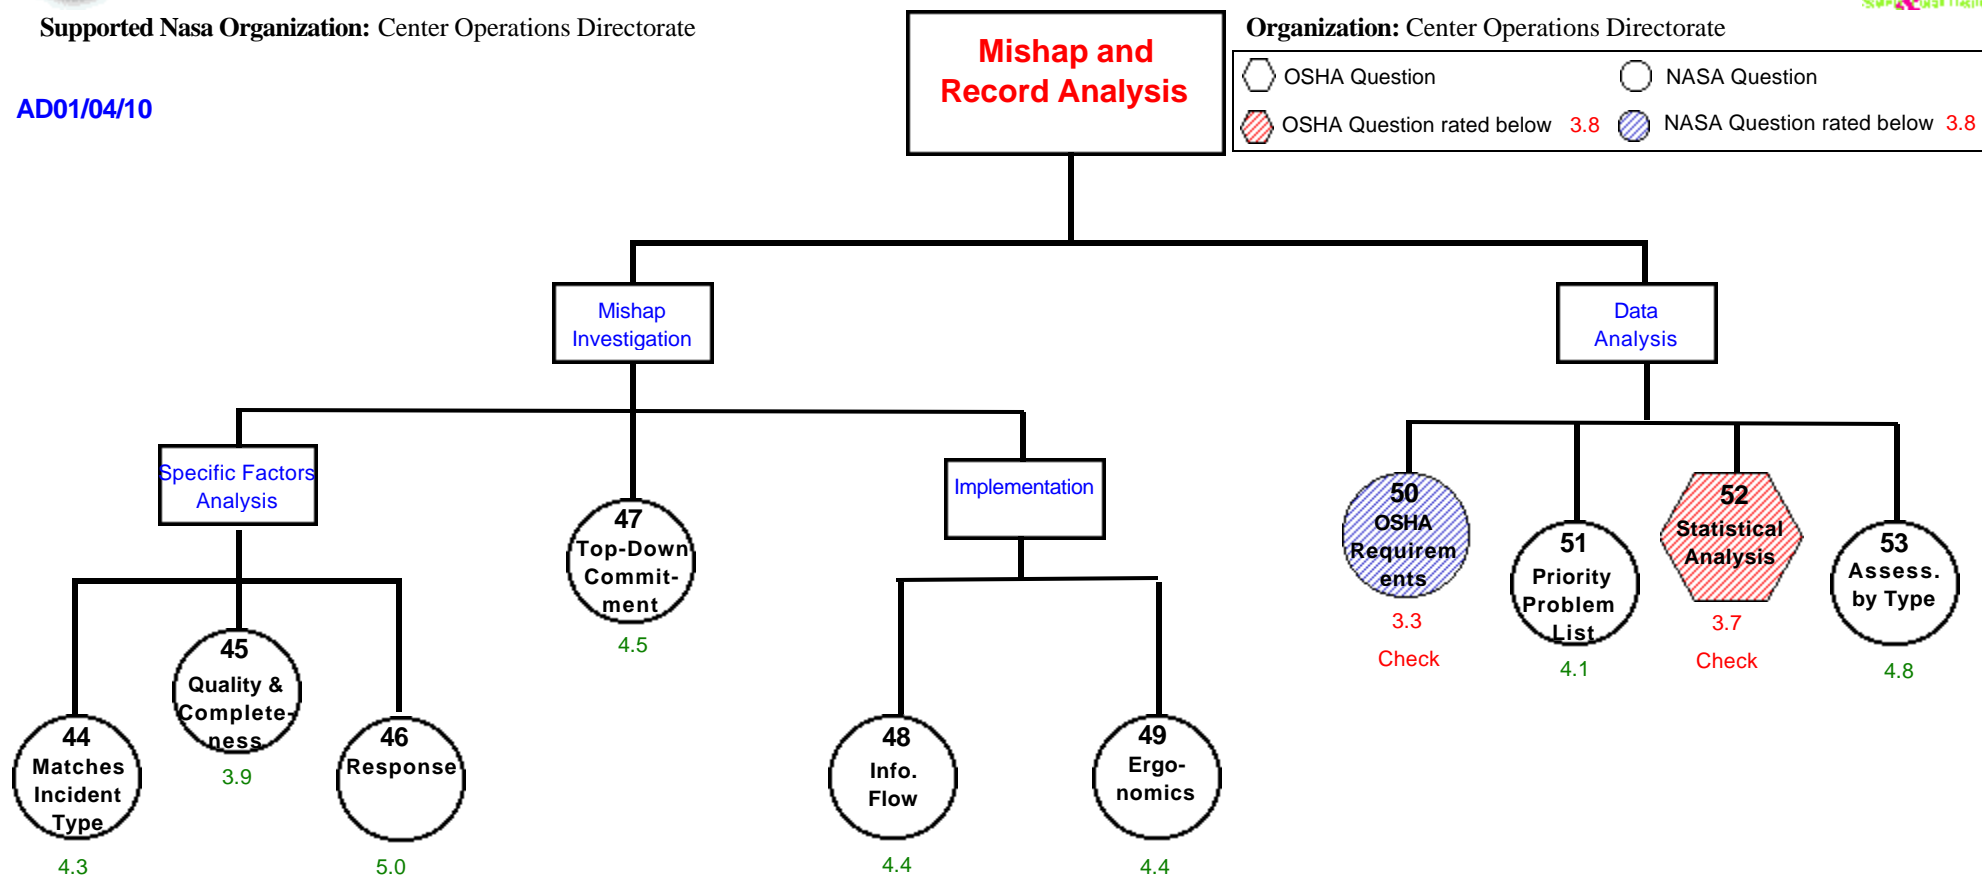 Supported Nasa Organization: Center Operations Directorate
Organization: Center Operations Directorate
Mishap and
Record Analysis
OSHA Question
NASA Question
OSHA Question rated below 3.8
NASA Question rated below 3.8
AD01/04/10
Mishap
Investigation
Data
Analysis
Specific Factors
Analysis
Implementation
47
Top-Down
Commit-
ment
4.5
50
OSHA
Requirem
ents
3.3
Check
51
Priority
Problem
List
4.1
52
Statistical
Analysis
3.7
Check
53
Assess.
by Type
4.8
44
Matches
Incident
Type
4.3
45
Quality &
Complete-
ness
3.9
46
Response
5.0
48
Info.
Flow
4.4
49
Ergo-
nomics
4.4